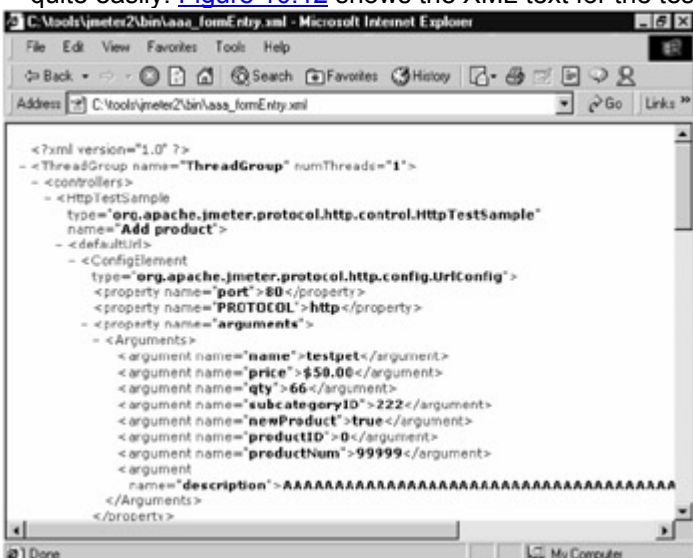 quite easily. Figure 10.12 shows the XML text for the tes
C:\tools\jmeter2\bin\aaa_formEntry.xml - Microsoft Internet Explorer
File Edit View Favorites Tools Help
Back Search Favorites History
Address C:\tools\jmeter2\bin\aaa_formEntry.xml Go Links »
<?xml version="1.0" ?>
- <ThreadGroup name="ThreadGroup" numThreads="1">
- <controllers>
- <HttpTestSample
type="org.apache.jmeter.protocol.http.control.HttpTestSample"
name="Add product">
- <defaultUrl>
- <ConfigElement
type="org.apache.jmeter.protocol.http.config.UrlConfig">
<property name="port">80</property>
<property name="PROTOCOL">http</property>
- <property name="arguments">
- <Arguments>
<argument name="name">testpet</argument>
<argument name="price">$50.00</argument>
<argument name="qty">66</argument>
<argument name="subcategoryID">222</argument>
<argument name="newProduct">true</argument>
<argument name="productID">0</argument>
<argument name="productNum">99999</argument>
<argument
name="description">AAAAAAAAAAAAAAAAAAAAAAAAAAAAAAAAAAAAAA
</Arguments>
</property>
Done My Computer